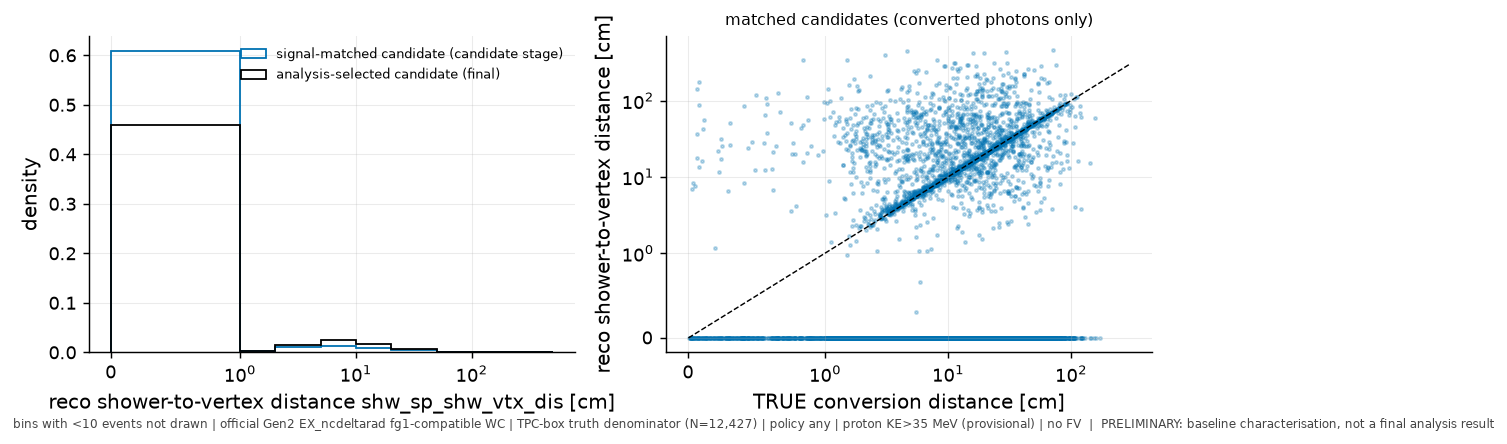 matched candidates (converted photons only)
signal-matched candidate (candidate stage)
analysis-selected candidate (final)
density
0.6
0.5
0.4
0.3
0.2
0.1
0.0
0
10⁰
10¹
10²
reco shower-to-vertex distance shw_sp_shw_vtx_dis [cm]
reco shower-to-vertex distance [cm]
10²
10¹
10⁰
0
0
10⁰
10¹
10²
TRUE conversion distance [cm]
bins with <10 events not drawn | official Gen2 EX_ncdeltarad fg1-compatible WC | TPC-box truth denominator (N=12,427) | policy any | proton KE>35 MeV (provisional) | no FV | PRELIMINARY: baseline characterisation, not a final analysis result